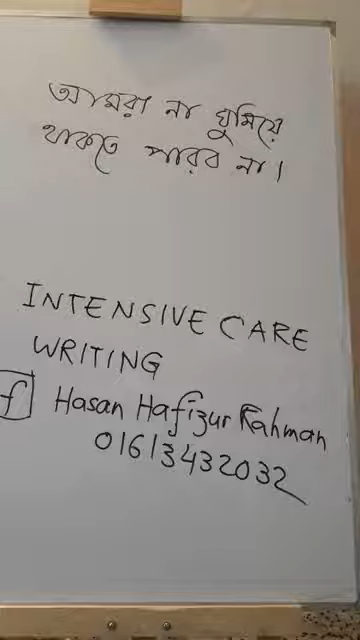 আমরা না ঘুমিয়ে
থাকতে পারব না।
INTENSIVE CARE
WRITING
f Hasan Hafizur Rahman
01613432032